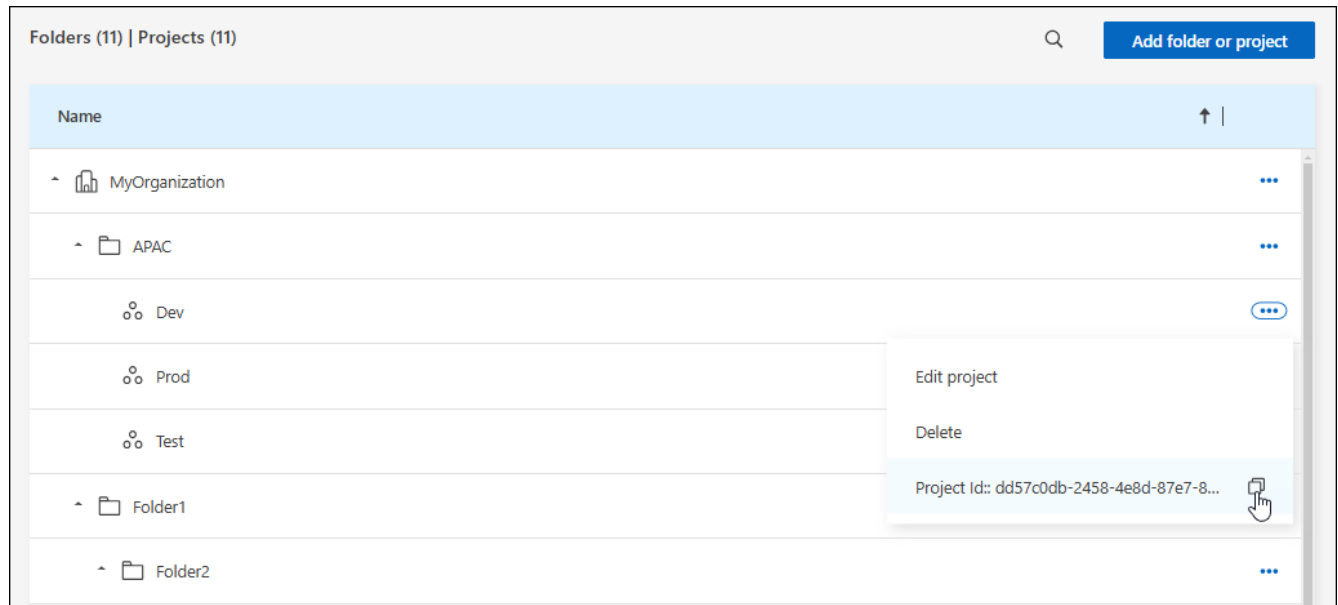 Folders (11) | Projects (11)
Add folder or project
Name
MyOrganization
APAC
Dev
Prod
Edit project
Delete
Test
Project Id:: dd57c0db-2458-4e8d-87e7-8...
Folder1
Folder2